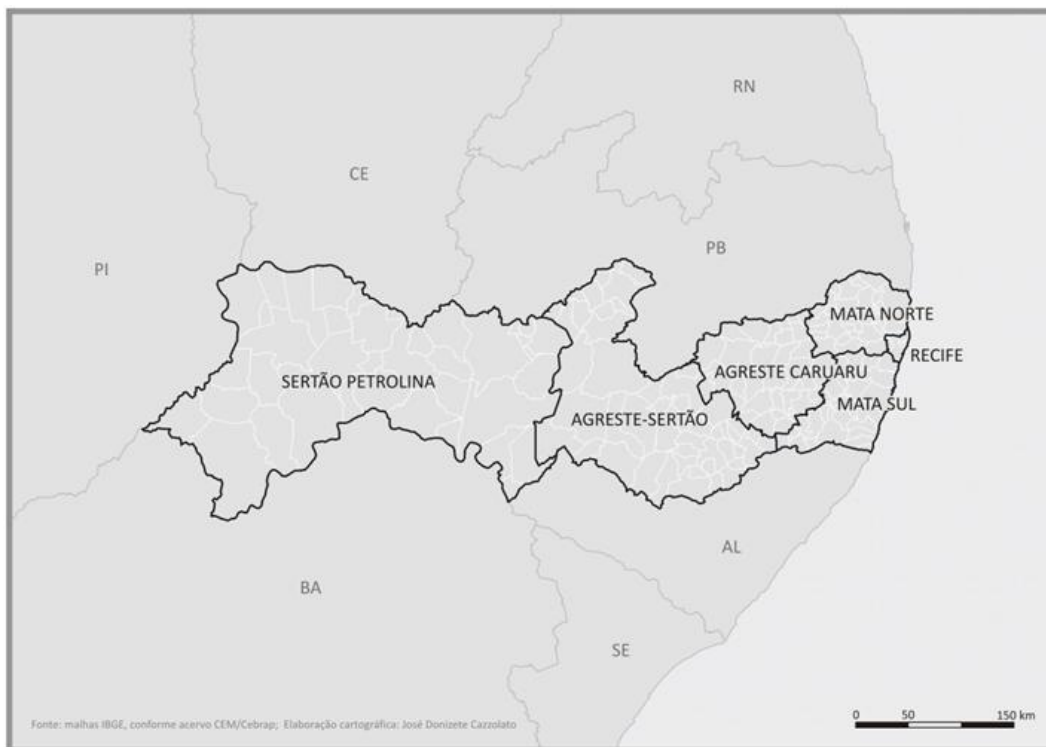 RN
CE
PB
PI
MATA NORTE
RECIFE
AGRESTE CARUARU
SERTÃO PETROLINA
MATA SUL
AGRESTE-SERTÃO
AL
BA
SE
Fonte: malhas IBGE, conforme acervo CEM/Cebrap; Elaboração cartográfica: José Donizete Cazzolato
0 50 150 km